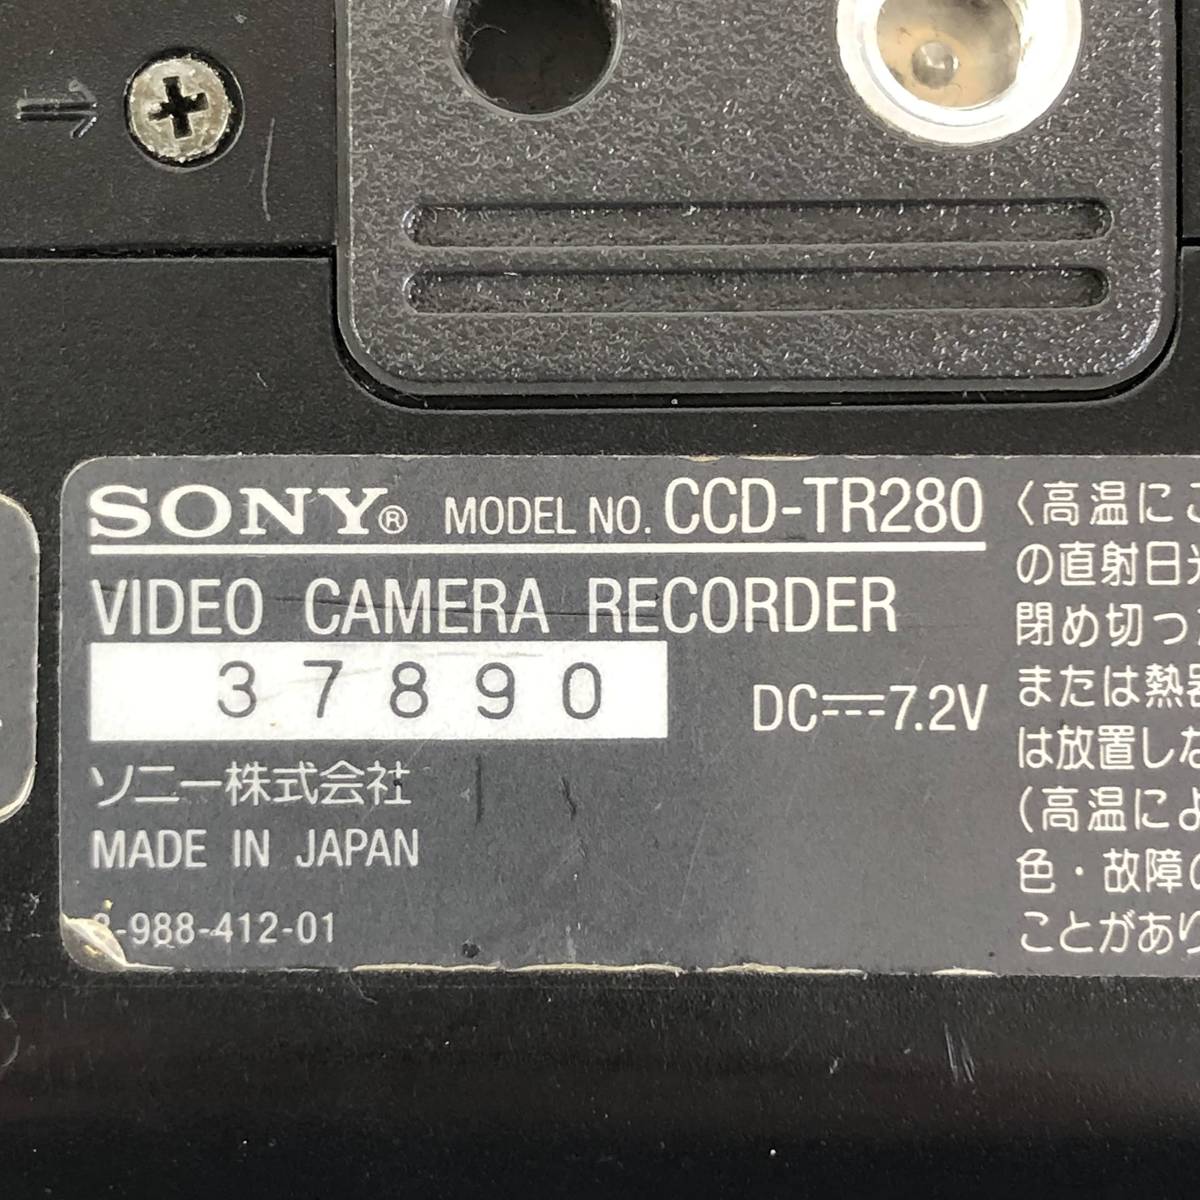 SONY® MODEL NO. CCD-TR280
VIDEO CAMERA RECORDER
37890
DC 7.2V
ソニー株式会社
MADE IN JAPAN
-988-412-01
〈高温にこ
の直射日光
閉め切っ
または熱器
は放置しな
(高温によ
色・故障の
ことがあり